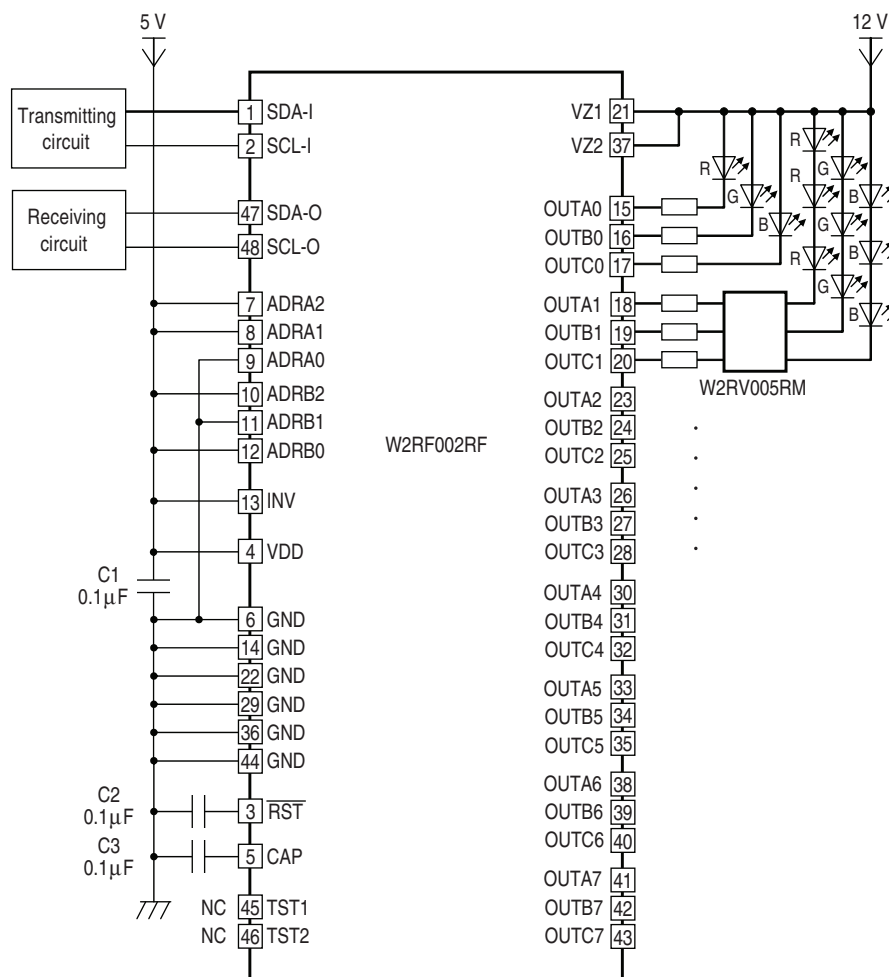 5 V
12 V
Transmitting
circuit
Receiving
circuit
1 SDA-I
2 SCL-I
47 SDA-O
48 SCL-O
7 ADRA2
8 ADRA1
9 ADRA0
10 ADRB2
11 ADRB1
12 ADRB0
13 INV
4 VDD
C1
0.1μF
6 GND
14 GND
22 GND
29 GND
36 GND
44 GND
C2
0.1μF
3 RST
C3
0.1μF
5 CAP
NC 45 TST1
NC 46 TST2
W2RF002RF
VZ1 21
VZ2 37
OUTA0 15
OUTB0 16
OUTC0 17
OUTA1 18
OUTB1 19
OUTC1 20
OUTA2 23
OUTB2 24
OUTC2 25
OUTA3 26
OUTB3 27
OUTC3 28
OUTA4 30
OUTB4 31
OUTC4 32
OUTA5 33
OUTB5 34
OUTC5 35
OUTA6 38
OUTB6 39
OUTC6 40
OUTA7 41
OUTB7 42
OUTC7 43
R
G
B
R
R
R
G
G
G
B
B
B
W2RV005RM